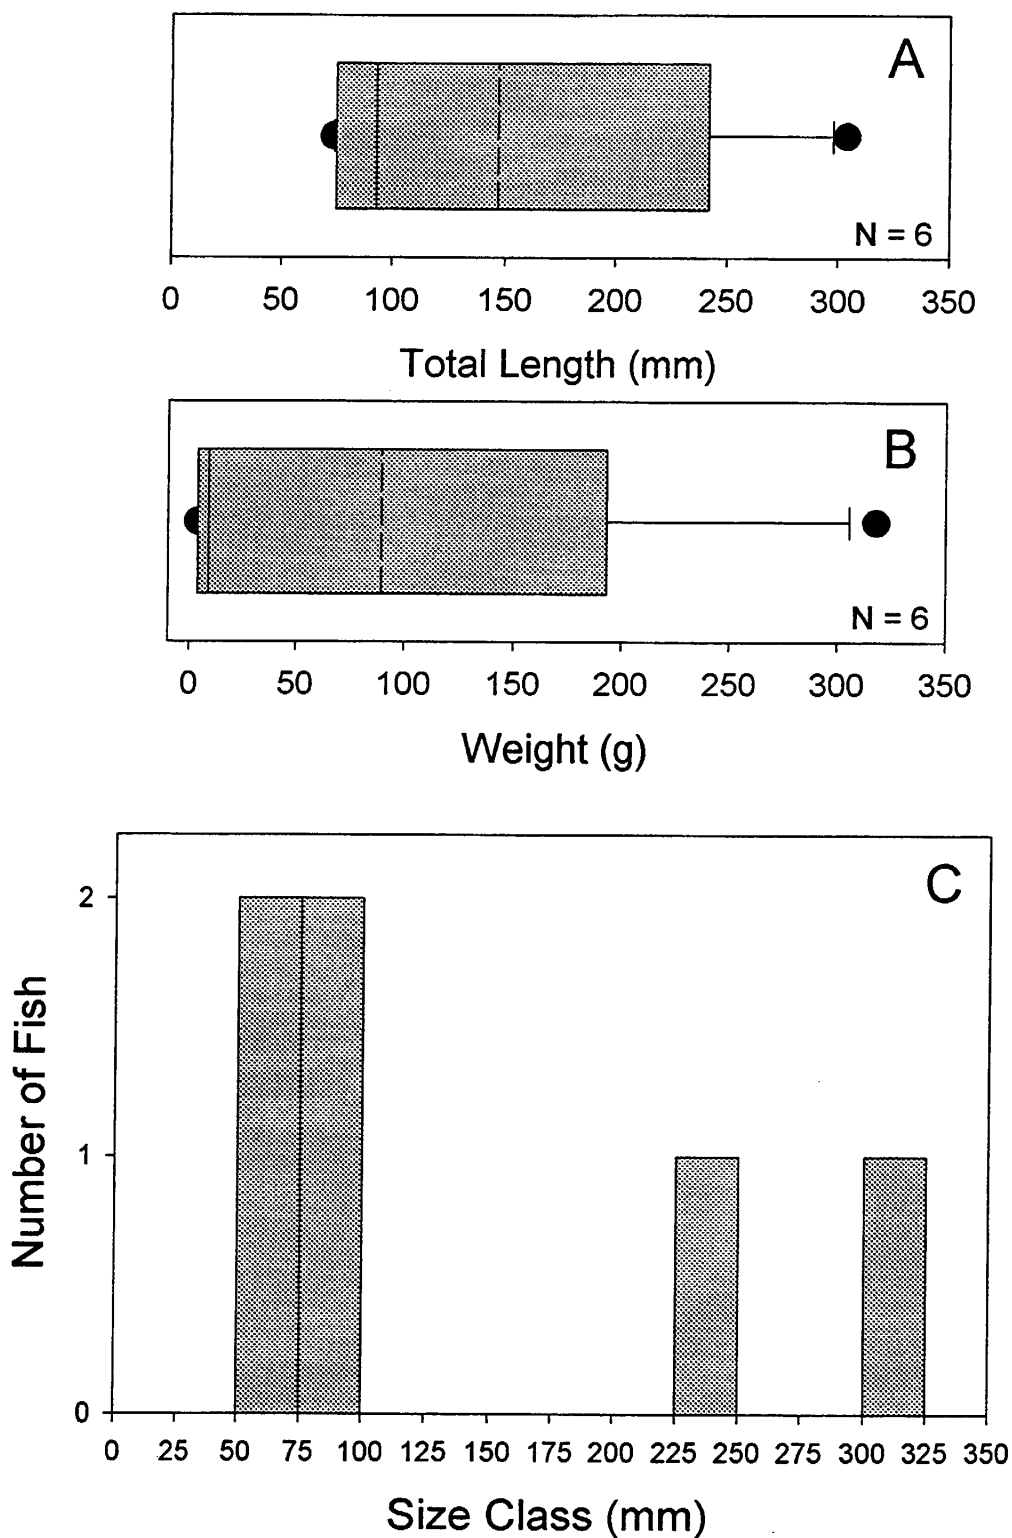 A
N = 6
0 50 100 150 200 250 300 350
Total Length (mm)
B
N = 6
0 50 100 150 200 250 300 350
Weight (g)
C
2
1
0
Number of Fish
0 25 50 75 100 125 150 175 200 225 250 275 300 325 350
Size Class (mm)